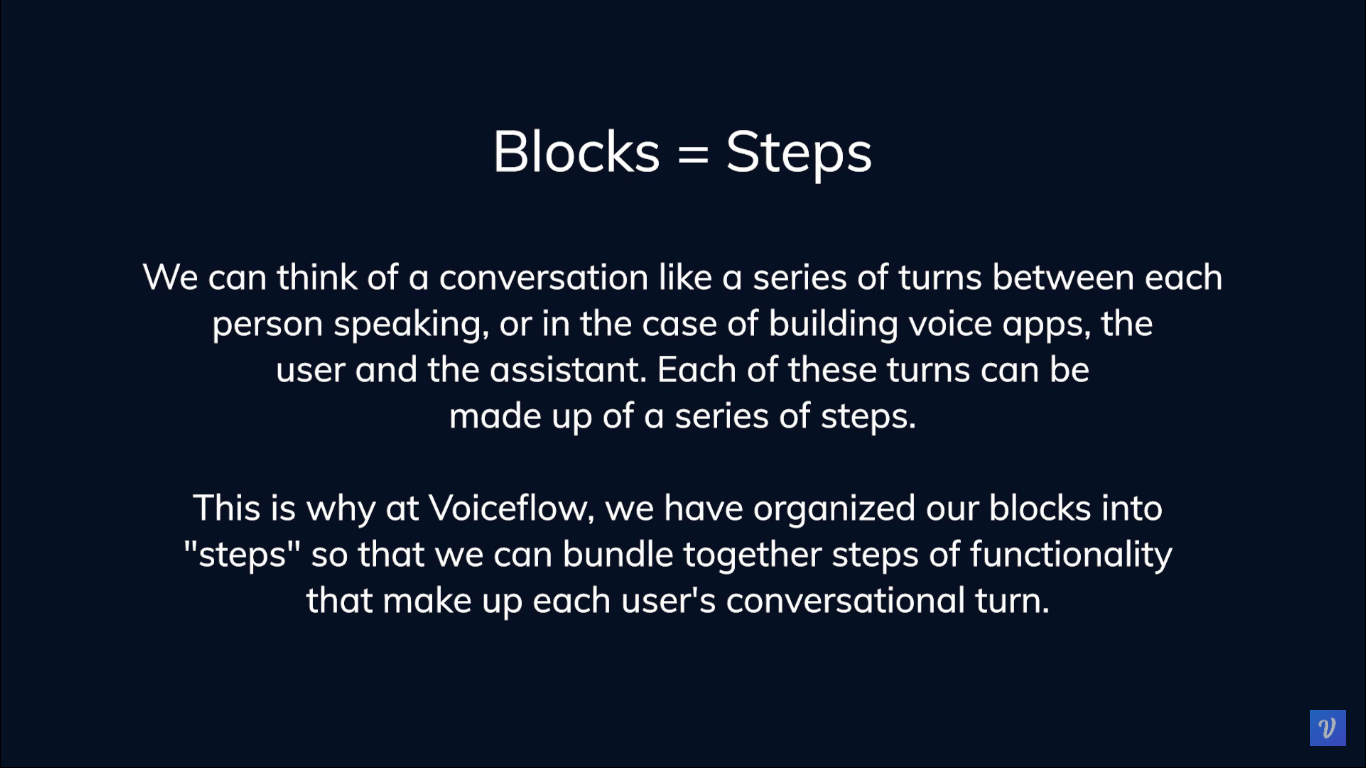 Blocks = Steps
We can think of a conversation like a series of turns between each
person speaking, or in the case of building voice apps, the
user and the assistant. Each of these turns can be
made up of a series of steps.
This is why at Voiceflow, we have organized our blocks into
"steps" so that we can bundle together steps of functionality
that make up each user's conversational turn.
V